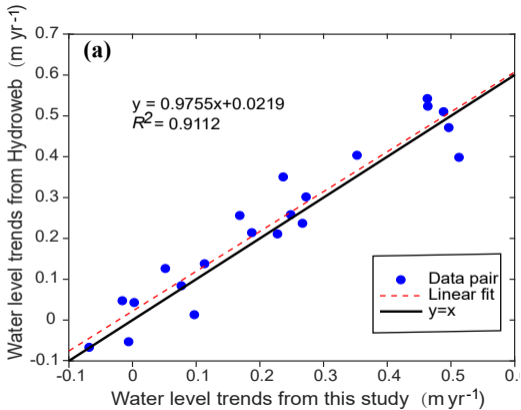 (a)
y = 0.9755x+0.0219
R²= 0.9112
Water level trends from Hydroweb (m yr⁻¹)
0.7
0.6
0.5
0.4
0.3
0.2
0.1
0
-0.1
-0.1 0 0.1 0.2 0.3 0.4 0.5 0.6
Data pair
Linear fit
y=x
Water level trends from this study (m yr⁻¹)